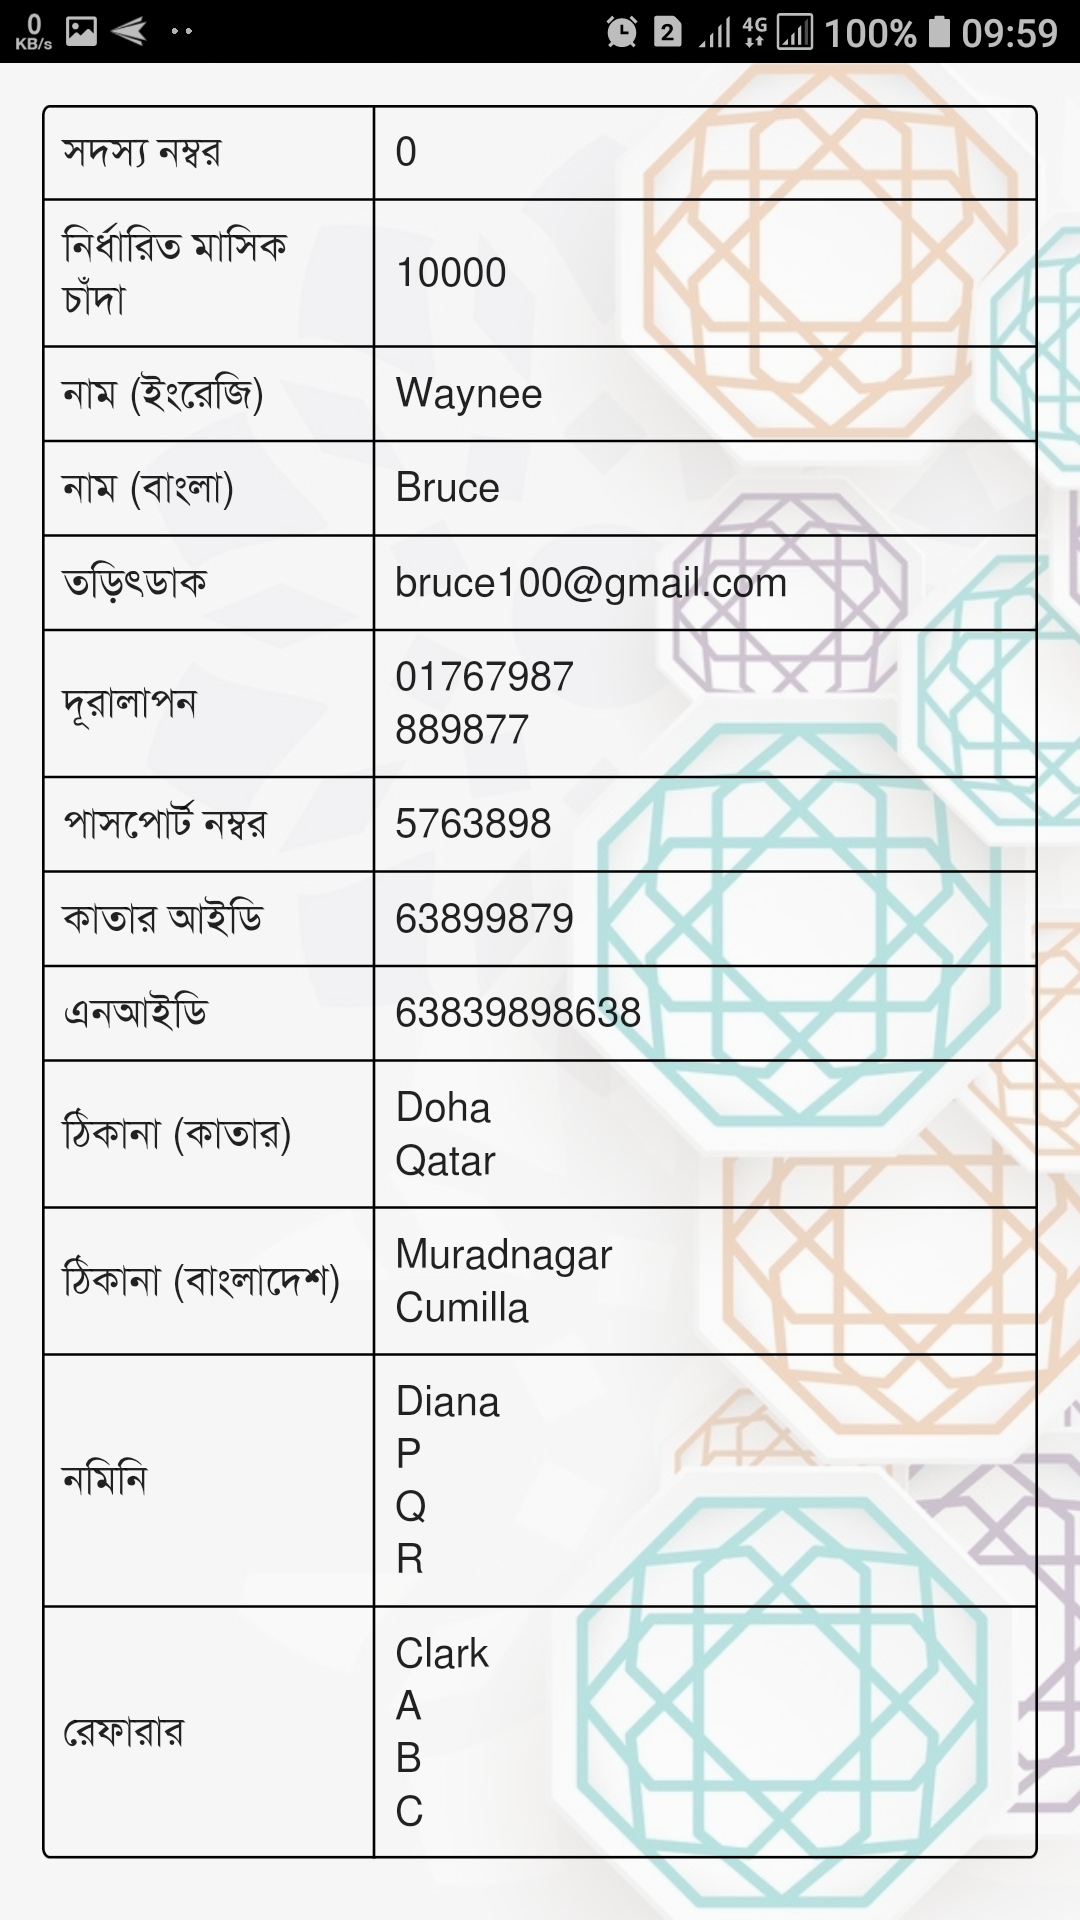 0
KB/s
2
4G
100%
09:59
সদস্য নম্বর
0
নির্ধারিত মাসিক
চাঁদা
10000
নাম (ইংরেজি)
Waynee
নাম (বাংলা)
Bruce
তড়িৎডাক
bruce100@gmail.com
দূরালাপন
01767987
889877
পাসপোর্ট নম্বর
5763898
কাতার আইডি
63899879
এনআইডি
63839898638
ঠিকানা (কাতার)
Doha
Qatar
ঠিকানা (বাংলাদেশ)
Muradnagar
Cumilla
নমিনি
Diana
P
Q
R
রেফারার
Clark
A
B
C